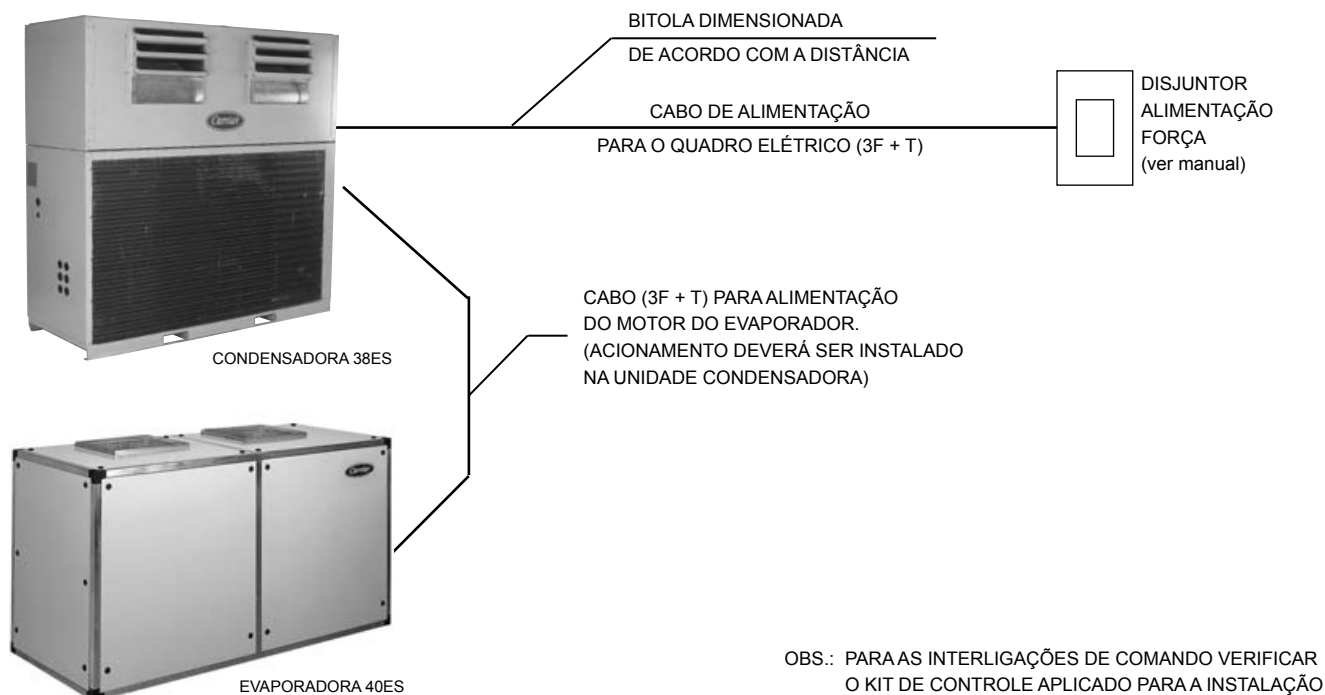 BITOLA DIMENSIONADA
DE ACORDO COM A DISTÂNCIA
CABO DE ALIMENTAÇÃO
PARA O QUADRO ELÉTRICO (3F + T)
DISJUNTOR
ALIMENTAÇÃO
FORÇA
(ver manual)
Carrier
CONDENSADORA 38ES
CABO (3F + T) PARA ALIMENTAÇÃO
DO MOTOR DO EVAPORADOR.
(ACIONAMENTO DEVERÁ SER INSTALADO
NA UNIDADE CONDENSADORA)
Carrier
EVAPORADORA 40ES
OBS.: PARA AS INTERLIGAÇÕES DE COMANDO VERIFICAR
O KIT DE CONTROLE APLICADO PARA A INSTALAÇÃO